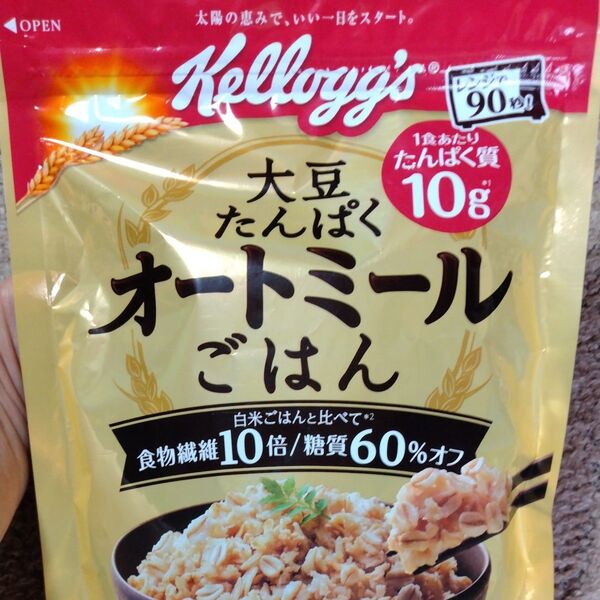 OPEN
太陽の恵みで、いい一日をスタート。
Kellogg's®
レンジで
90秒!
1食あたり
たんぱく質
10g※1
大豆
たんぱく
オートミール
ごはん
白米ごはんと比べて※2
食物繊維10倍/糖質60%オフ